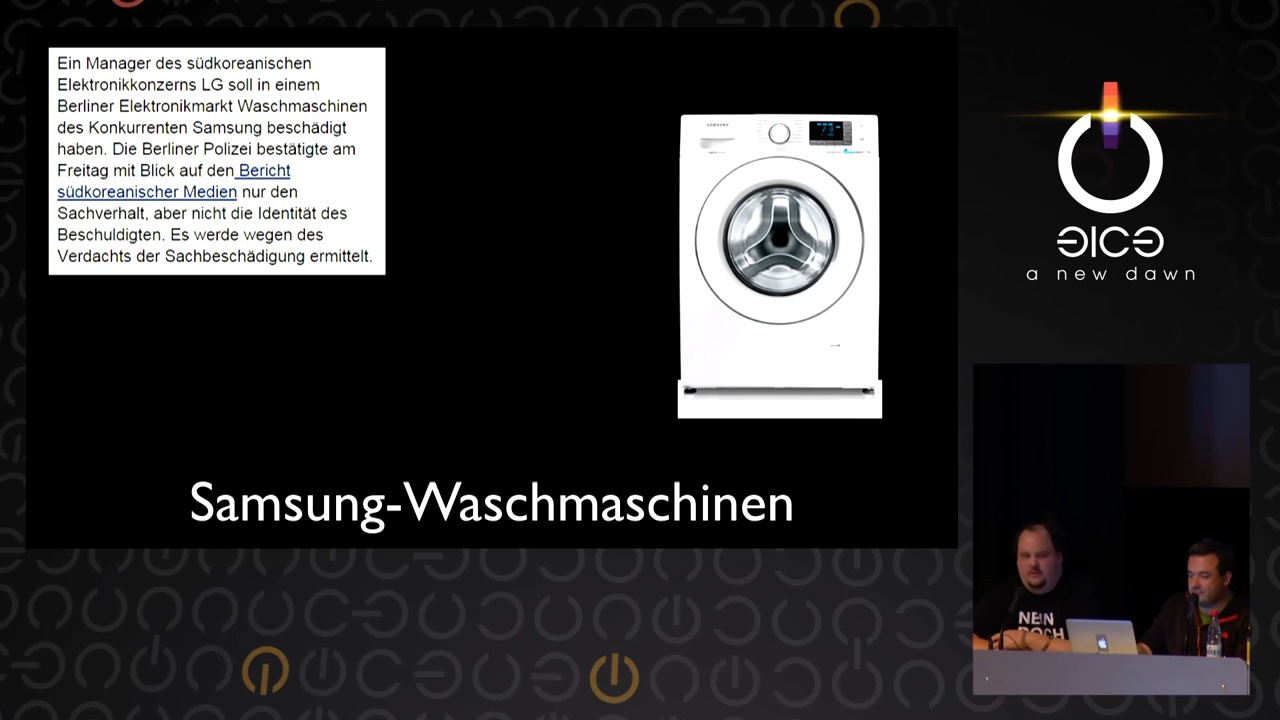 Ein Manager des südkoreanischen
Elektronikkonzerns LG soll in einem
Berliner Elektronikmarkt Waschmaschinen
des Konkurrenten Samsung beschädigt
haben. Die Berliner Polizei bestätigte am
Freitag mit Blick auf den Bericht
südkoreanischer Medien nur den
Sachverhalt, aber nicht die Identität des
Beschuldigten. Es werde wegen des
Verdachts der Sachbeschädigung ermittelt.
SAMSUNG
Samsung-Waschmaschinen
a new dawn
NEIN
DOCH